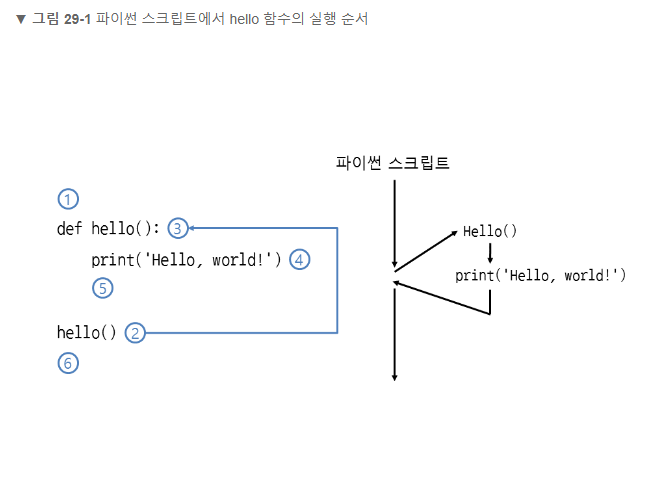 ▼ 그림 29-1 파이썬 스크립트에서 hello 함수의 실행 순서
①
def hello(): ③
print('Hello, world!') ④
⑤
hello() ②
⑥
파이썬 스크립트
Hello()
print('Hello, world!')